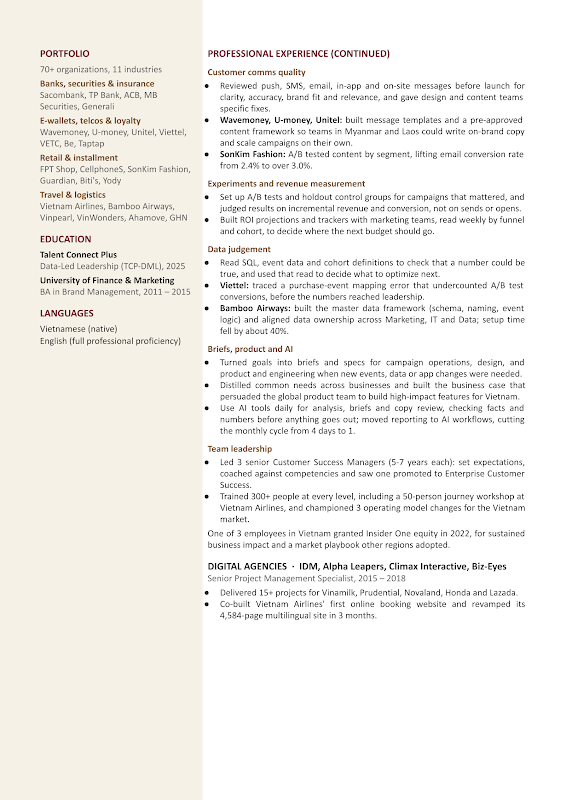 PORTFOLIO
70+ organizations, 11 industries
Banks, securities & insurance
Sacombank, TP Bank, ACB, MB
Securities, Generali
E-wallets, telcos & loyalty
Wavemoney, U-money, Unitel, Viettel,
VETC, Be, Taptap
Retail & installment
FPT Shop, CellphoneS, SonKim Fashion,
Guardian, Biti's, Yody
Travel & logistics
Vietnam Airlines, Bamboo Airways,
Vinpearl, VinWonders, Ahamove, GHN
EDUCATION
Talent Connect Plus
Data-Led Leadership (TCP-DML), 2025
University of Finance & Marketing
BA in Brand Management, 2011 – 2015
LANGUAGES
Vietnamese (native)
English (full professional proficiency)
PROFESSIONAL EXPERIENCE (CONTINUED)
Customer comms quality
● Reviewed push, SMS, email, in-app and on-site messages before launch for
clarity, accuracy, brand fit and relevance, and gave design and content teams
specific fixes.
● Wavemoney, U-money, Unitel: built message templates and a pre-approved
content framework so teams in Myanmar and Laos could write on-brand copy
and scale campaigns on their own.
● SonKim Fashion: A/B tested content by segment, lifting email conversion rate
from 2.4% to over 3.0%.
Experiments and revenue measurement
● Set up A/B tests and holdout control groups for campaigns that mattered, and
judged results on incremental revenue and conversion, not on sends or opens.
● Built ROI projections and trackers with marketing teams, read weekly by funnel
and cohort, to decide where the next budget should go.
Data judgement
● Read SQL, event data and cohort definitions to check that a number could be
true, and used that read to decide what to optimize next.
● Viettel: traced a purchase-event mapping error that undercounted A/B test
conversions, before the numbers reached leadership.
● Bamboo Airways: built the master data framework (schema, naming, event
logic) and aligned data ownership across Marketing, IT and Data; setup time
fell by about 40%.
Briefs, product and AI
● Turned goals into briefs and specs for campaign operations, design, and
product and engineering when new events, data or app changes were needed.
● Distilled common needs across businesses and built the business case that
persuaded the global product team to build high-impact features for Vietnam.
● Use AI tools daily for analysis, briefs and copy review, checking facts and
numbers before anything goes out; moved reporting to AI workflows, cutting
the monthly cycle from 4 days to 1.
Team leadership
● Led 3 senior Customer Success Managers (5-7 years each): set expectations,
coached against competencies and saw one promoted to Enterprise Customer
Success.
● Trained 300+ people at every level, including a 50-person journey workshop at
Vietnam Airlines, and championed 3 operating model changes for the Vietnam
market.
One of 3 employees in Vietnam granted Insider One equity in 2022, for sustained
business impact and a market playbook other regions adopted.
DIGITAL AGENCIES · IDM, Alpha Leapers, Climax Interactive, Biz-Eyes
Senior Project Management Specialist, 2015 – 2018
● Delivered 15+ projects for Vinamilk, Prudential, Novaland, Honda and Lazada.
● Co-built Vietnam Airlines' first online booking website and revamped its
4,584-page multilingual site in 3 months.